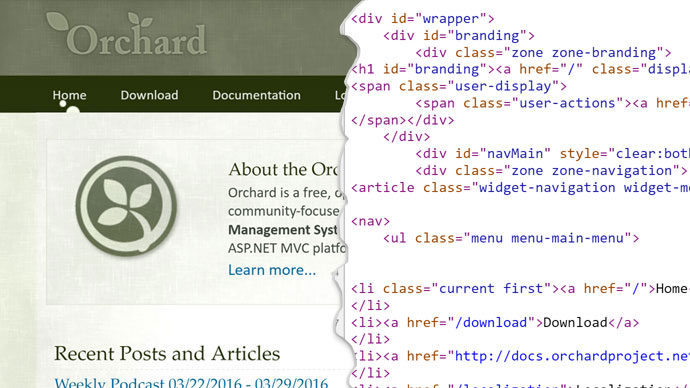 Orchard
Home Download Documentation
About the
Orchard is a free,
community-focuse
Management Syst
ASP.NET MVC platfo
Learn more...
Recent Posts and Articles
Weekly Podcast 03/22/2016 - 03/29/2016
<div id="wrapper">
<div id="branding">
<div class="zone zone-branding">
<h1 id="branding"><a href="/" class="displa
<span class="user-display">
<span class="user-actions"><a href
</span></div>
</div>
<div id="navMain" style="clear:both
<div class="zone zone-navigation">
<article class="widget-navigation widget-m
<nav>
<ul class="menu menu-main-menu">
<li class="current first"><a href="/">Home
</li>
<li><a href="/download">Download</a>
</li>
<li><a href="http://docs.orchardproject.ne
</li>